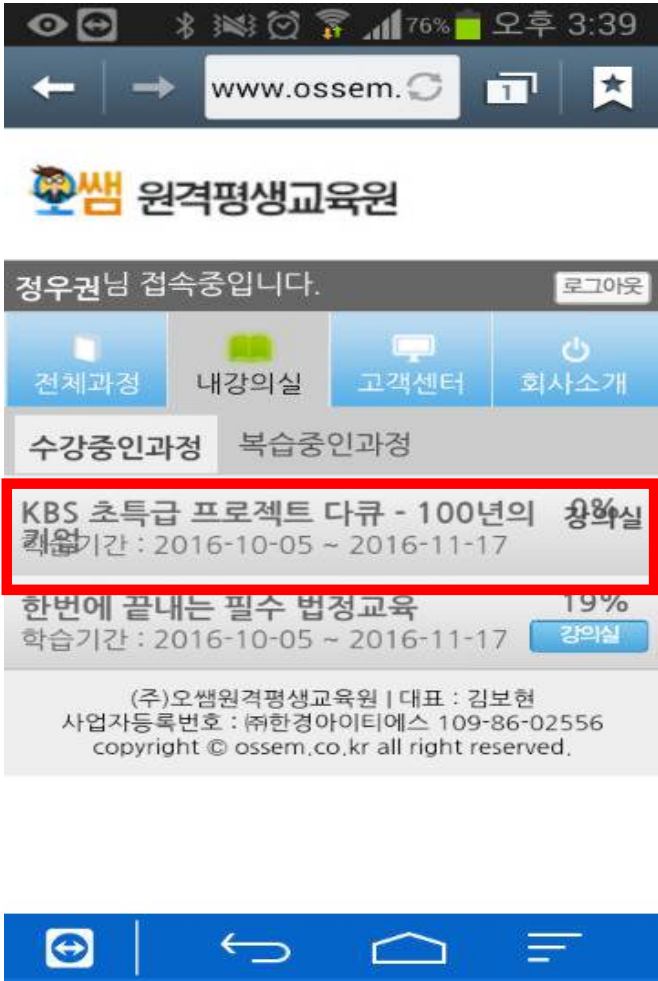 76% 오후 3:39
www.ossem.
1
오쌤 원격평생교육원
정우권님 접속중입니다. 로그아웃
전체과정 내강의실 고객센터 회사소개
수강중인과정 복습중인과정
KBS 초특급 프로젝트 다큐 - 100년의 0%
기업 강의실
학습기간 : 2016-10-05 ~ 2016-11-17
한번에 끝내는 필수 법정교육 19%
학습기간 : 2016-10-05 ~ 2016-11-17 강의실
(주)오쌤원격평생교육원 | 대표 : 김보현
사업자등록번호 : ㈜한경아이티에스 109-86-02556
copyright © ossem.co.kr all right reserved.